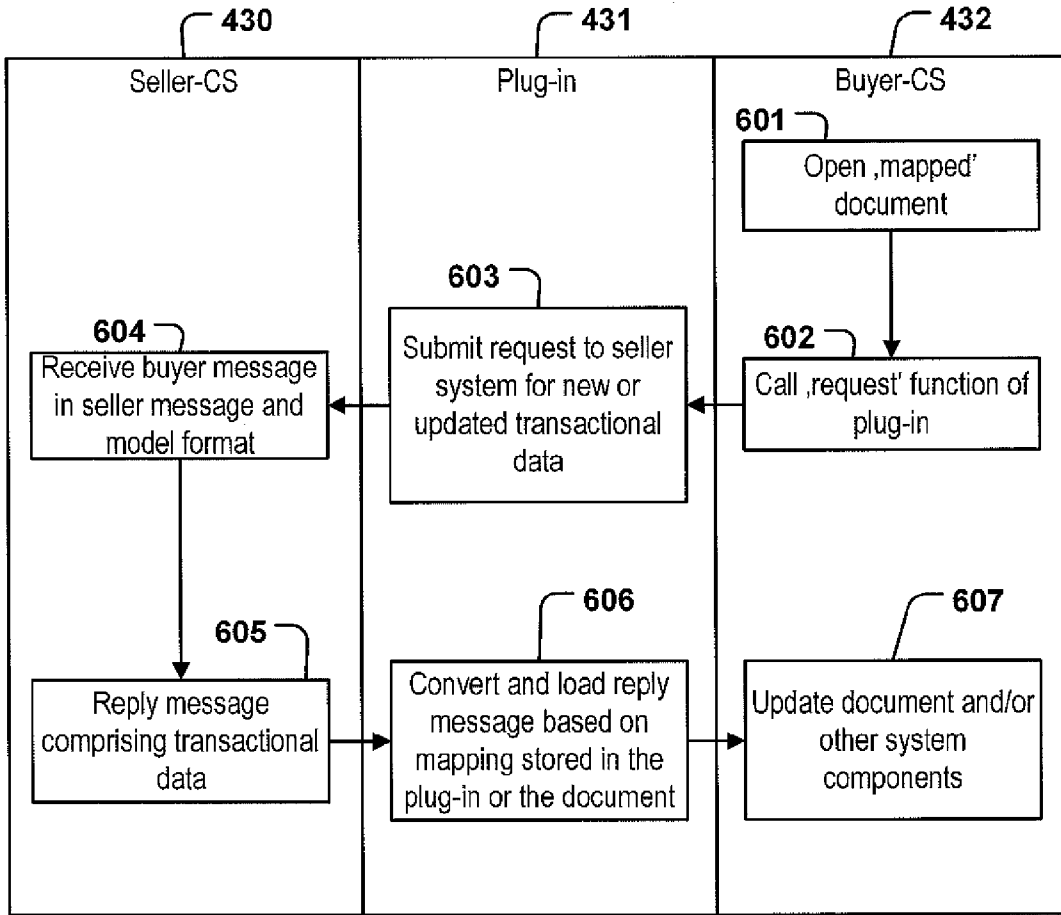 430
431
432
Seller-CS
Plug-in
Buyer-CS
601
Open ‚mapped’
document
603
Submit request to seller
system for new or
updated transactional
data
604
Receive buyer message
in seller message and
model format
602
Call ‚request’ function of
plug-in
605
Reply message
comprising transactional
data
606
Convert and load reply
message based on
mapping stored in the
plug-in or the document
607
Update document and/or
other system
components